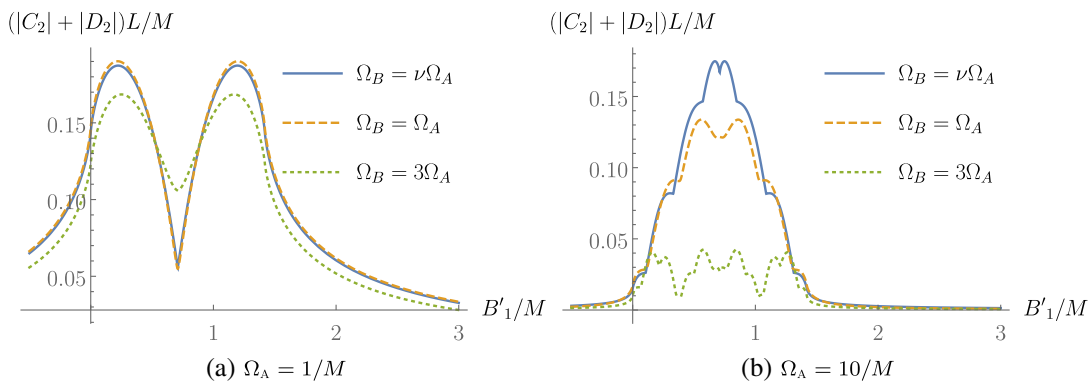 (|C₂| + |D₂|)L/M
Ω_B = νΩ_A
Ω_B = Ω_A
Ω_B = 3Ω_A
0.15
0.10
0.05
1 2 3
B′₁/M
(a) Ω_A = 1/M
(|C₂| + |D₂|)L/M
Ω_B = νΩ_A
Ω_B = Ω_A
Ω_B = 3Ω_A
0.15
0.10
0.05
1 2 3
B′₁/M
(b) Ω_A = 10/M